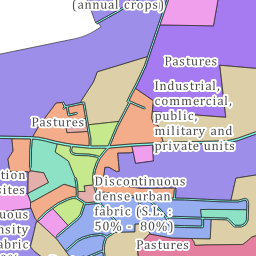 (annual crops)
Pastures
Industrial,
commercial,
public,
military and
private units
Pastures
Discontinuous
dense urban
fabric (S.L. :
50% - 80%)
Pastures